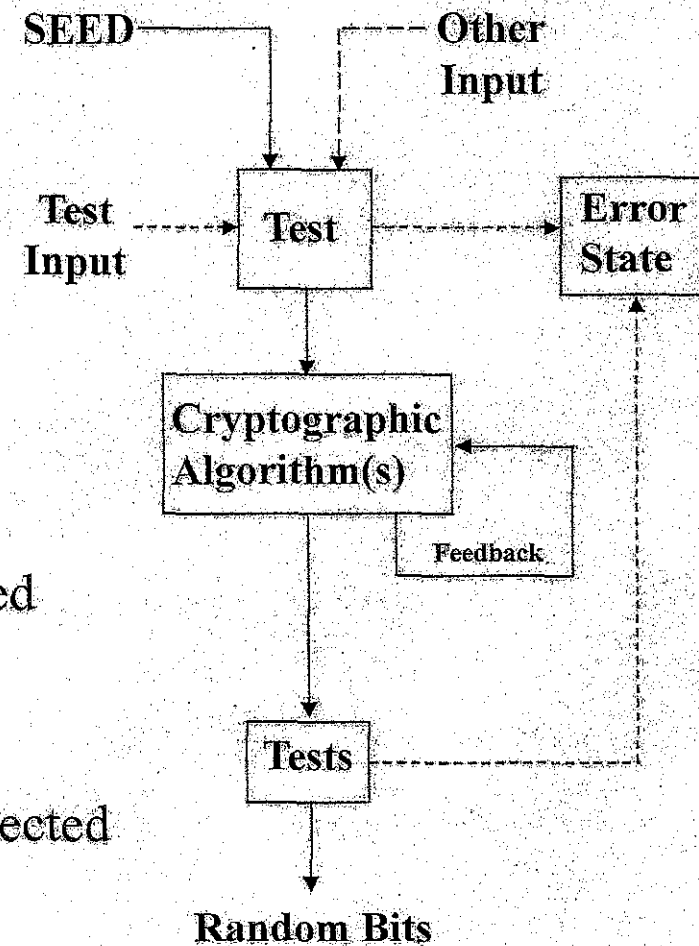 SEED
Other
Input
Test
Input
Test
Error
State
Cryptographic
Algorithm(s)
Feedback
Tests
Random Bits